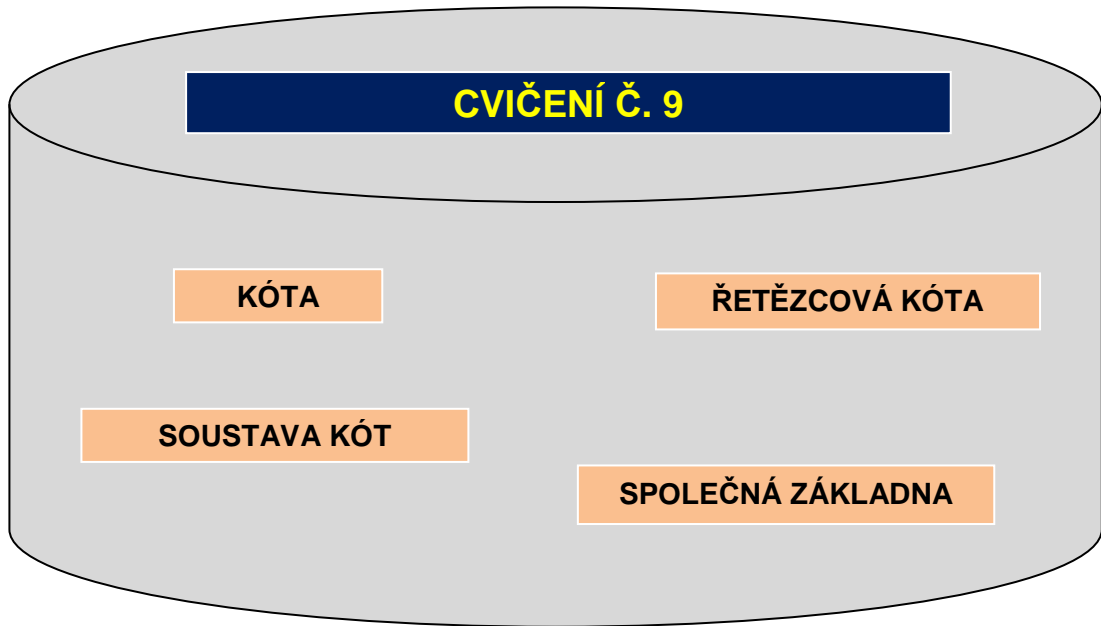 CVIČENÍ Č. 9
KÓTA
ŘETĚZCOVÁ KÓTA
SOUSTAVA KÓT
SPOLEČNÁ ZÁKLADNA